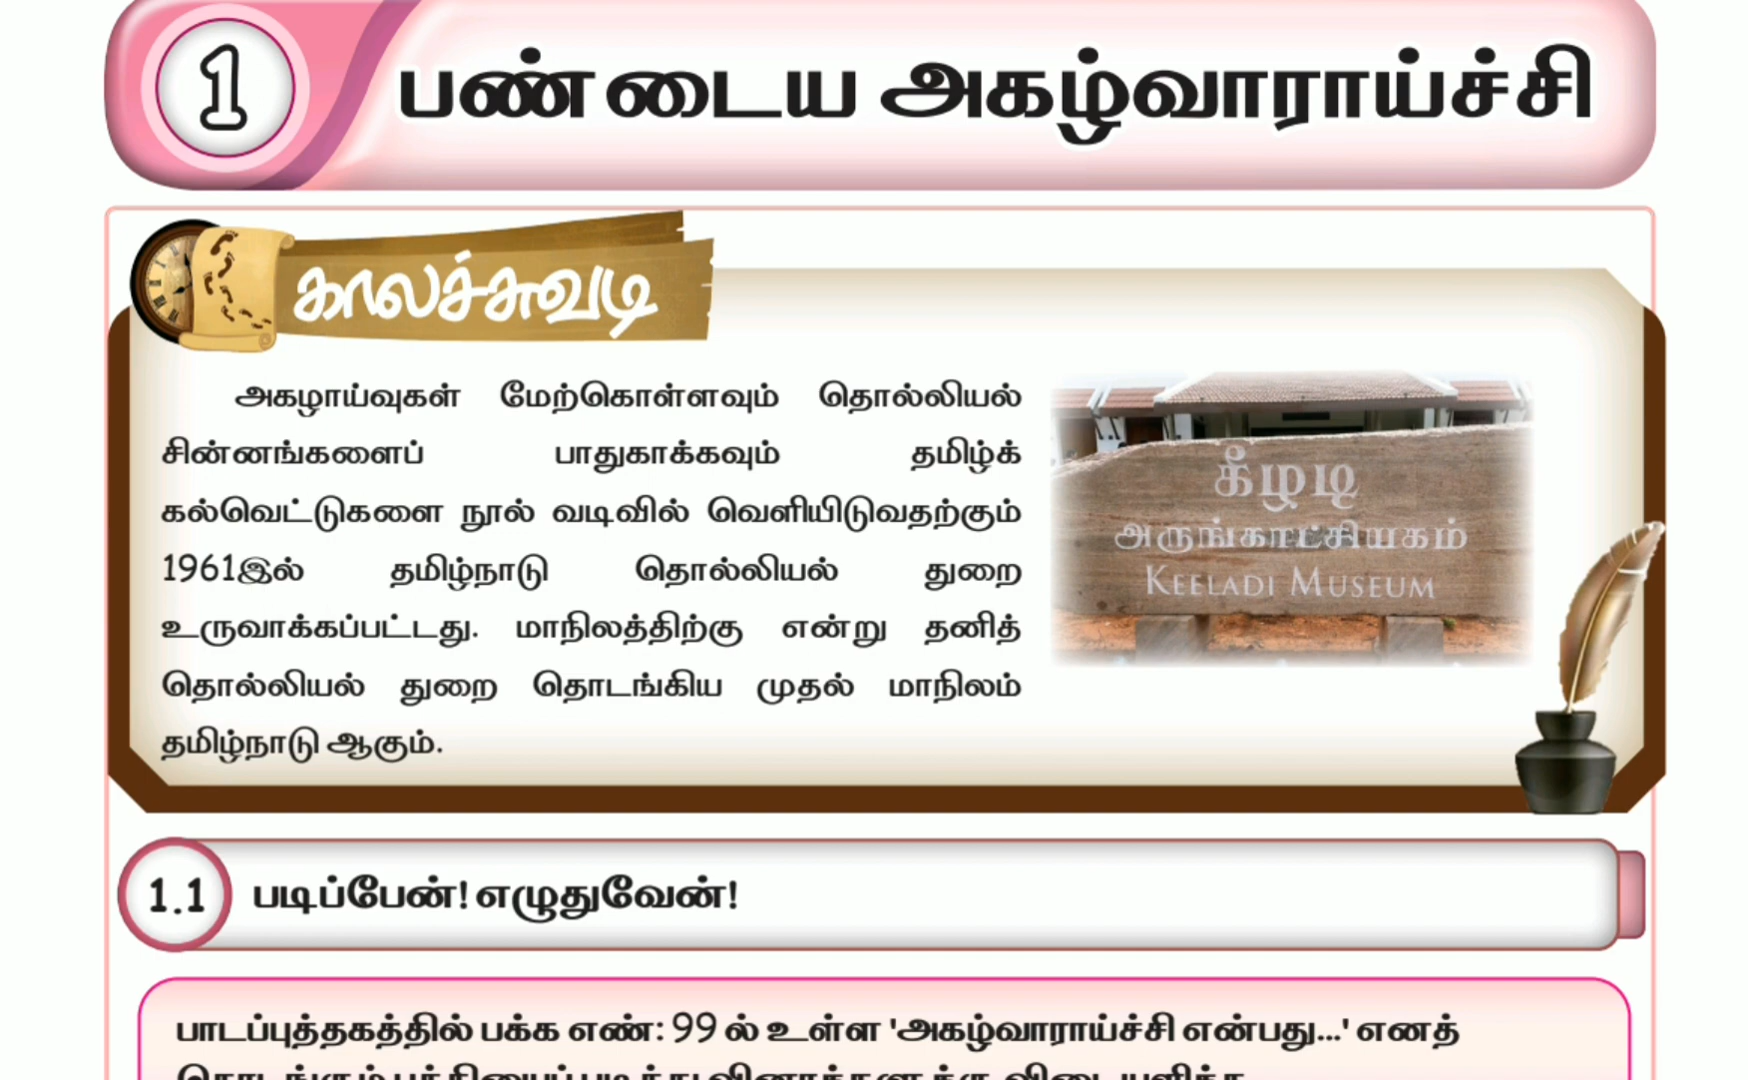 1
பண்டைய அகழ்வாராய்ச்சி
காலச்சுவடி
அகழாய்வுகள் மேற்கொள்ளவும் தொல்லியல்
சின்னங்களைப் பாதுகாக்கவும் தமிழ்க்
கல்வெட்டுகளை நூல் வடிவில் வெளியிடுவதற்கும்
1961இல் தமிழ்நாடு தொல்லியல் துறை
உருவாக்கப்பட்டது. மாநிலத்திற்கு என்று தனித்
தொல்லியல் துறை தொடங்கிய முதல் மாநிலம்
தமிழ்நாடு ஆகும்.
கீழடி
அருங்காட்சியகம்
KEELADI MUSEUM
1.1 படிப்பேன்! எழுதுவேன்!
பாடப்புத்தகத்தில் பக்க எண்: 99 ல் உள்ள 'அகழ்வாராய்ச்சி என்பது...' எனத்